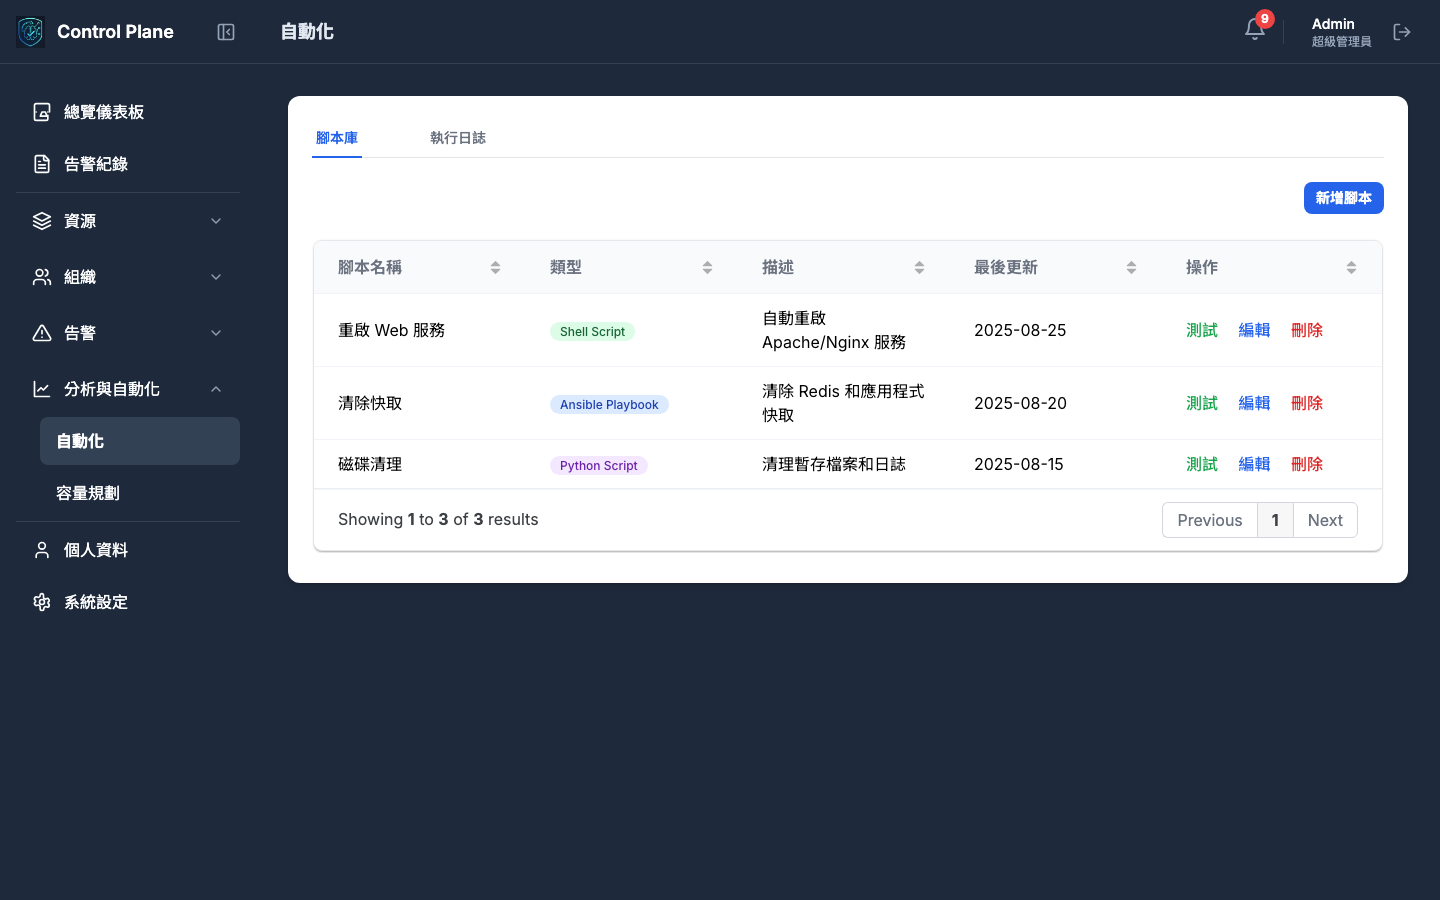 Control Plane
自動化
9
Admin
超級管理員
總覽儀表板
告警紀錄
資源
組織
告警
分析與自動化
自動化
容量規劃
個人資料
系統設定
腳本庫
執行日誌
新增腳本
腳本名稱 類型 描述 最後更新 操作
重啟 Web 服務 Shell Script 自動重啟 Apache/Nginx 服務 2025-08-25 測試 編輯 刪除
清除快取 Ansible Playbook 清除 Redis 和應用程式快取 2025-08-20 測試 編輯 刪除
磁碟清理 Python Script 清理暫存檔案和日誌 2025-08-15 測試 編輯 刪除
Showing 1 to 3 of 3 results
Previous 1 Next